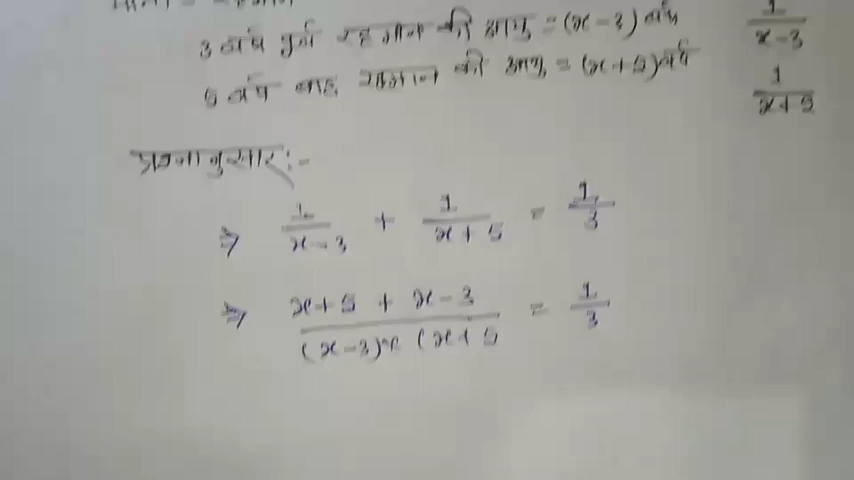 3 वर्ष पुर्व रहमान की आयु = (x-3) वर्ष
1/(x-3)
5 वर्ष बाद रहमान की आयु = (x+5) वर्ष
1/(x+5)
प्रश्नानुसार:-
⇒ 1/(x-3) + 1/(x+5) = 1/3
⇒ (x+5 + x-3)/((x-3)x (x+5) = 1/3